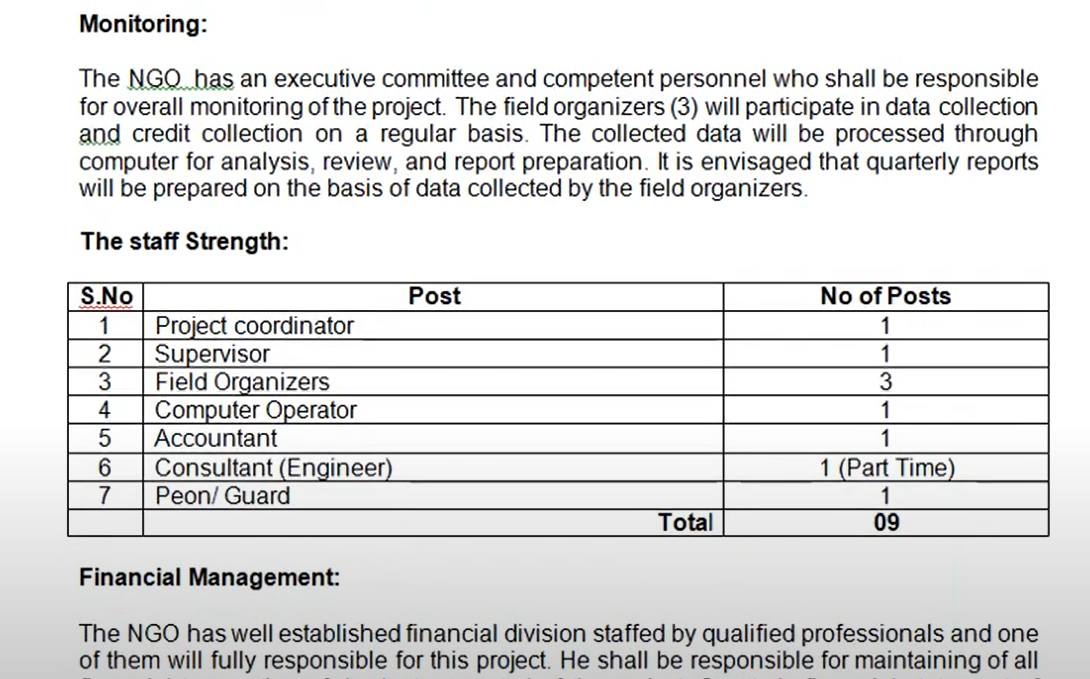 Monitoring:
The NGO has an executive committee and competent personnel who shall be responsible
for overall monitoring of the project. The field organizers (3) will participate in data collection
and credit collection on a regular basis. The collected data will be processed through
computer for analysis, review, and report preparation. It is envisaged that quarterly reports
will be prepared on the basis of data collected by the field organizers.
The staff Strength:
S.No Post No of Posts
1 Project coordinator 1
2 Supervisor 1
3 Field Organizers 3
4 Computer Operator 1
5 Accountant 1
6 Consultant (Engineer) 1 (Part Time)
7 Peon/ Guard 1
Total 09
Financial Management:
The NGO has well established financial division staffed by qualified professionals and one
of them will fully responsible for this project. He shall be responsible for maintaining of all